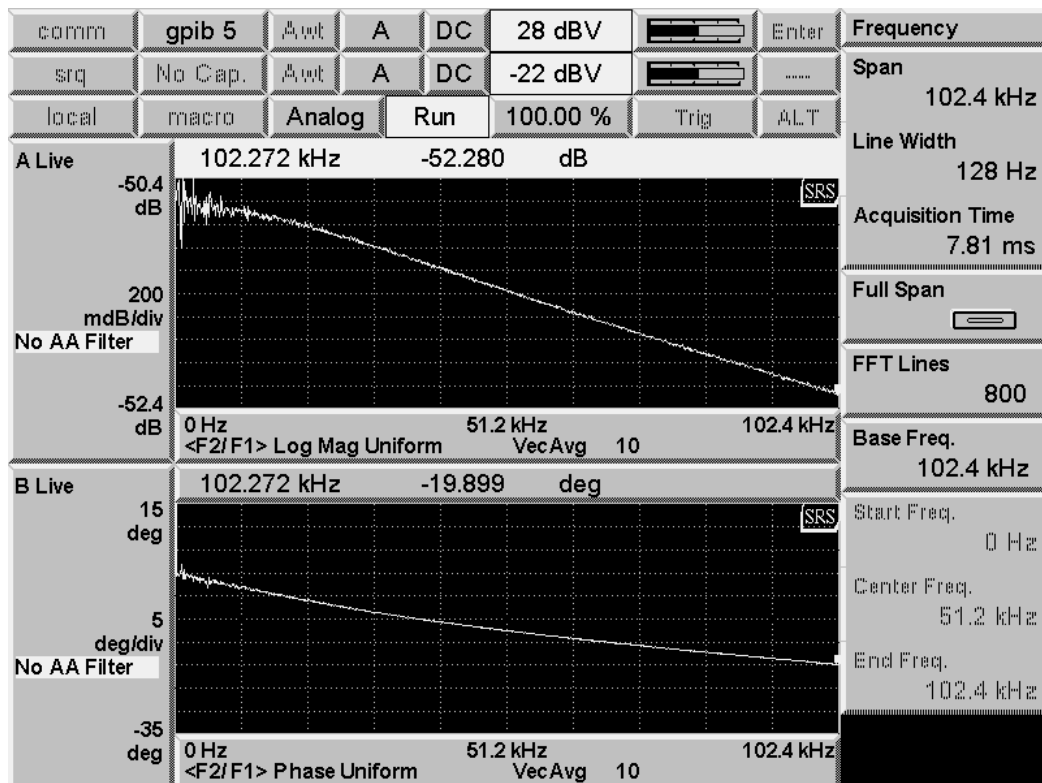 comm gpib 5 Awt A DC 28 dBV Enter
srq No Cap. Awt A DC -22 dBV
local macro Analog Run 100.00 % Trig ALT
A Live
102.272 kHz -52.280 dB
-50.4
dB
SRS
200
mdB/div
No AA Filter
-52.4
dB
0 Hz 51.2 kHz 102.4 kHz
<F2/F1> Log Mag Uniform VecAvg 10
B Live
102.272 kHz -19.899 deg
15
deg
SRS
5
deg/div
No AA Filter
-35
deg
0 Hz 51.2 kHz 102.4 kHz
<F2/F1> Phase Uniform VecAvg 10
Frequency
Span
102.4 kHz
Line Width
128 Hz
Acquisition Time
7.81 ms
Full Span
FFT Lines
800
Base Freq.
102.4 kHz
Start Freq.
0 Hz
Center Freq.
51.2 kHz
End Freq.
102.4 kHz